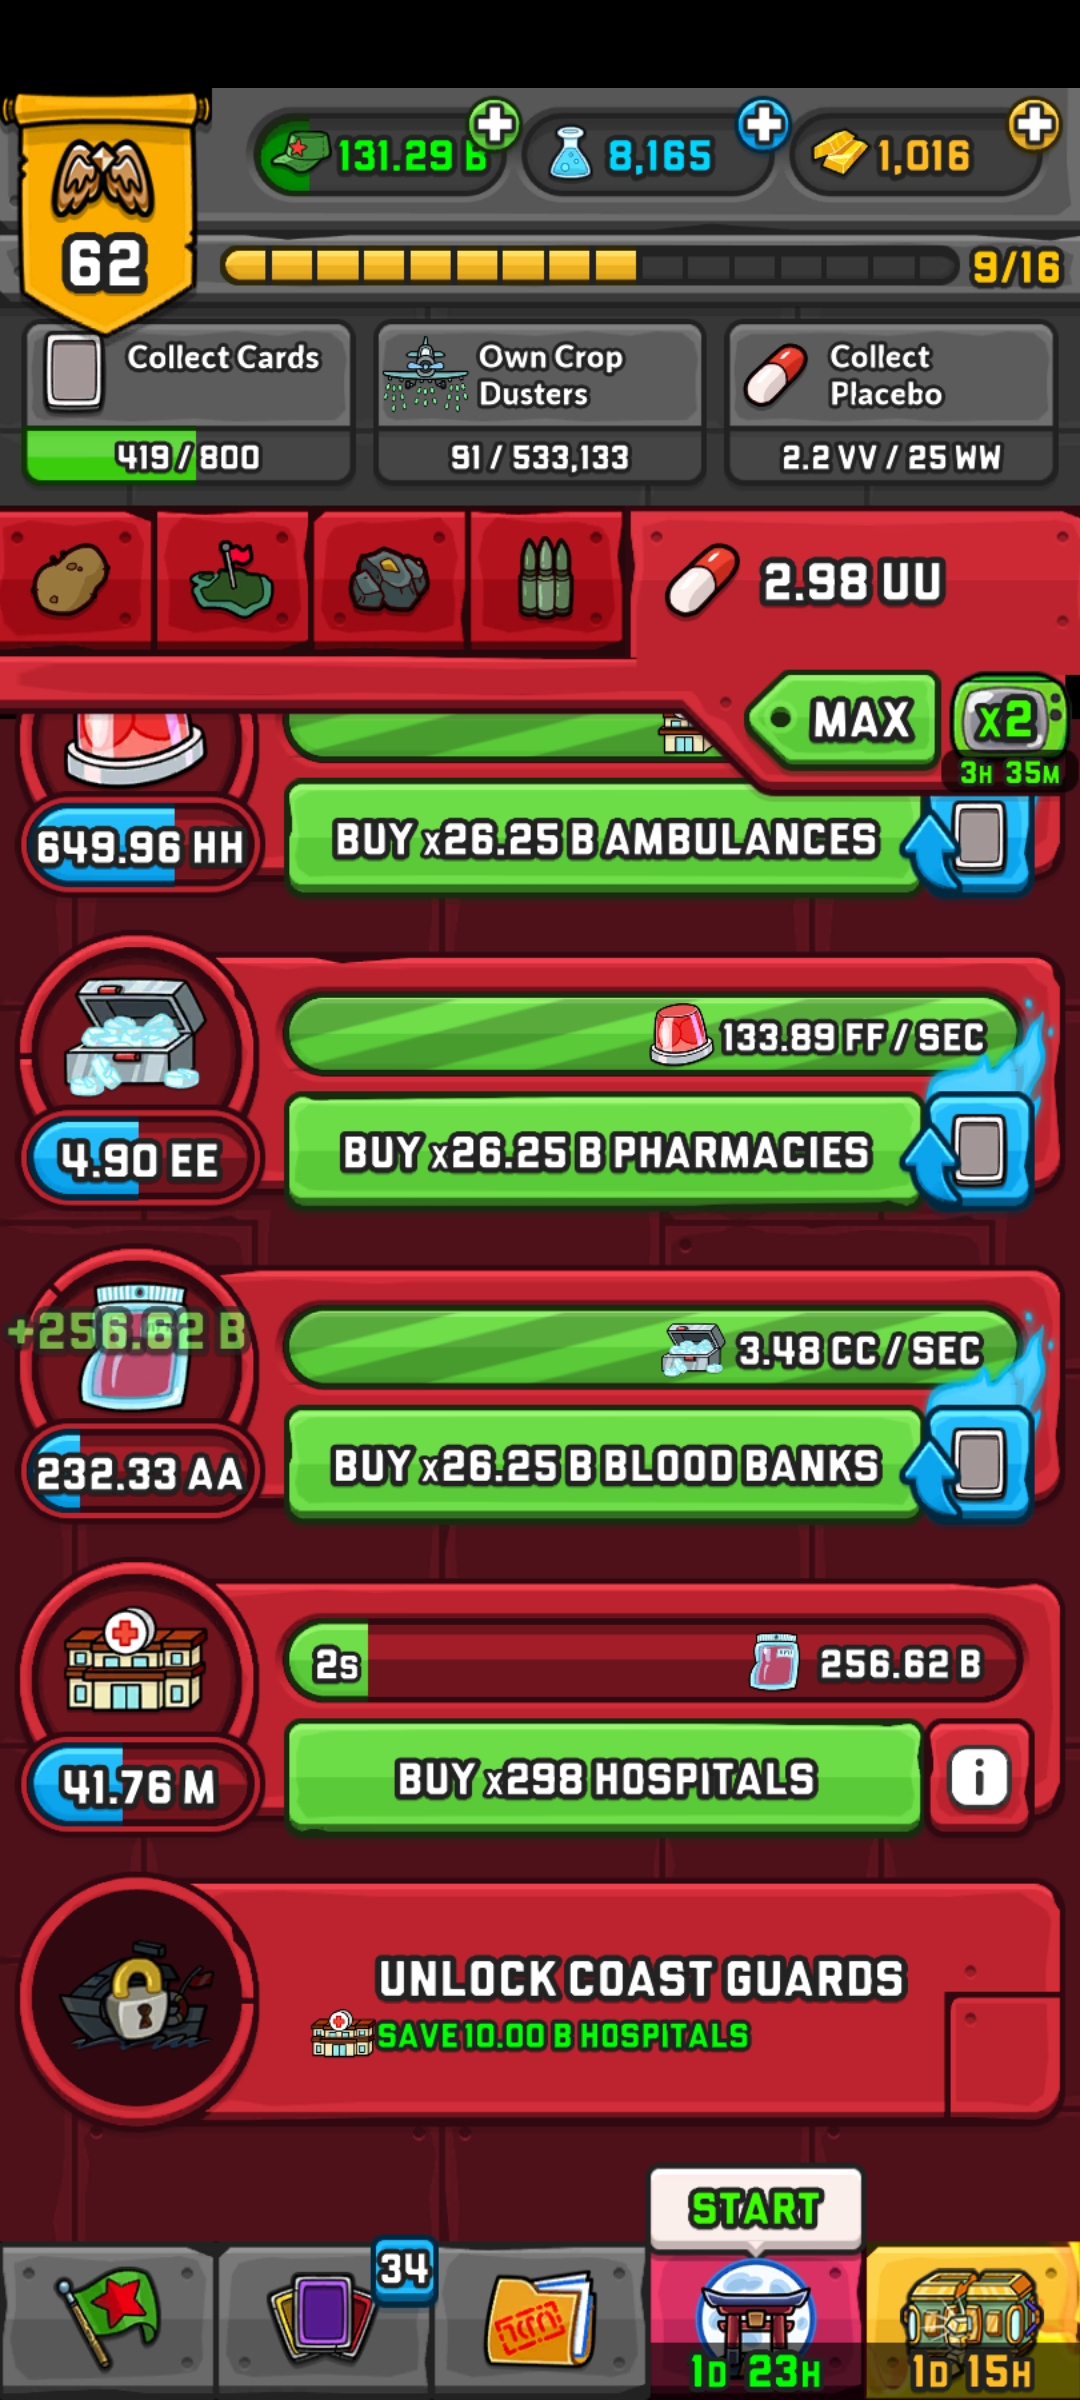 62
131.29 B
8,165
1,016
9/16
Collect Cards
419/800
Own Crop
Dusters
91/533,133
Collect
Placebo
2.2 VV/25 WW
2.98 UU
MAX
x2
3H 35M
649.96 HH
BUY x26.25 B AMBULANCES
133.89 FF/SEC
4.90 EE
BUY x26.25 B PHARMACIES
+256.62 B
3.48 CC/SEC
232.33 AA
BUY x26.25 B BLOOD BANKS
2s
256.62 B
41.76 M
BUY x298 HOSPITALS
i
UNLOCK COAST GUARDS
SAVE 10.00 B HOSPITALS
START
34
1D 23H
1D 15H